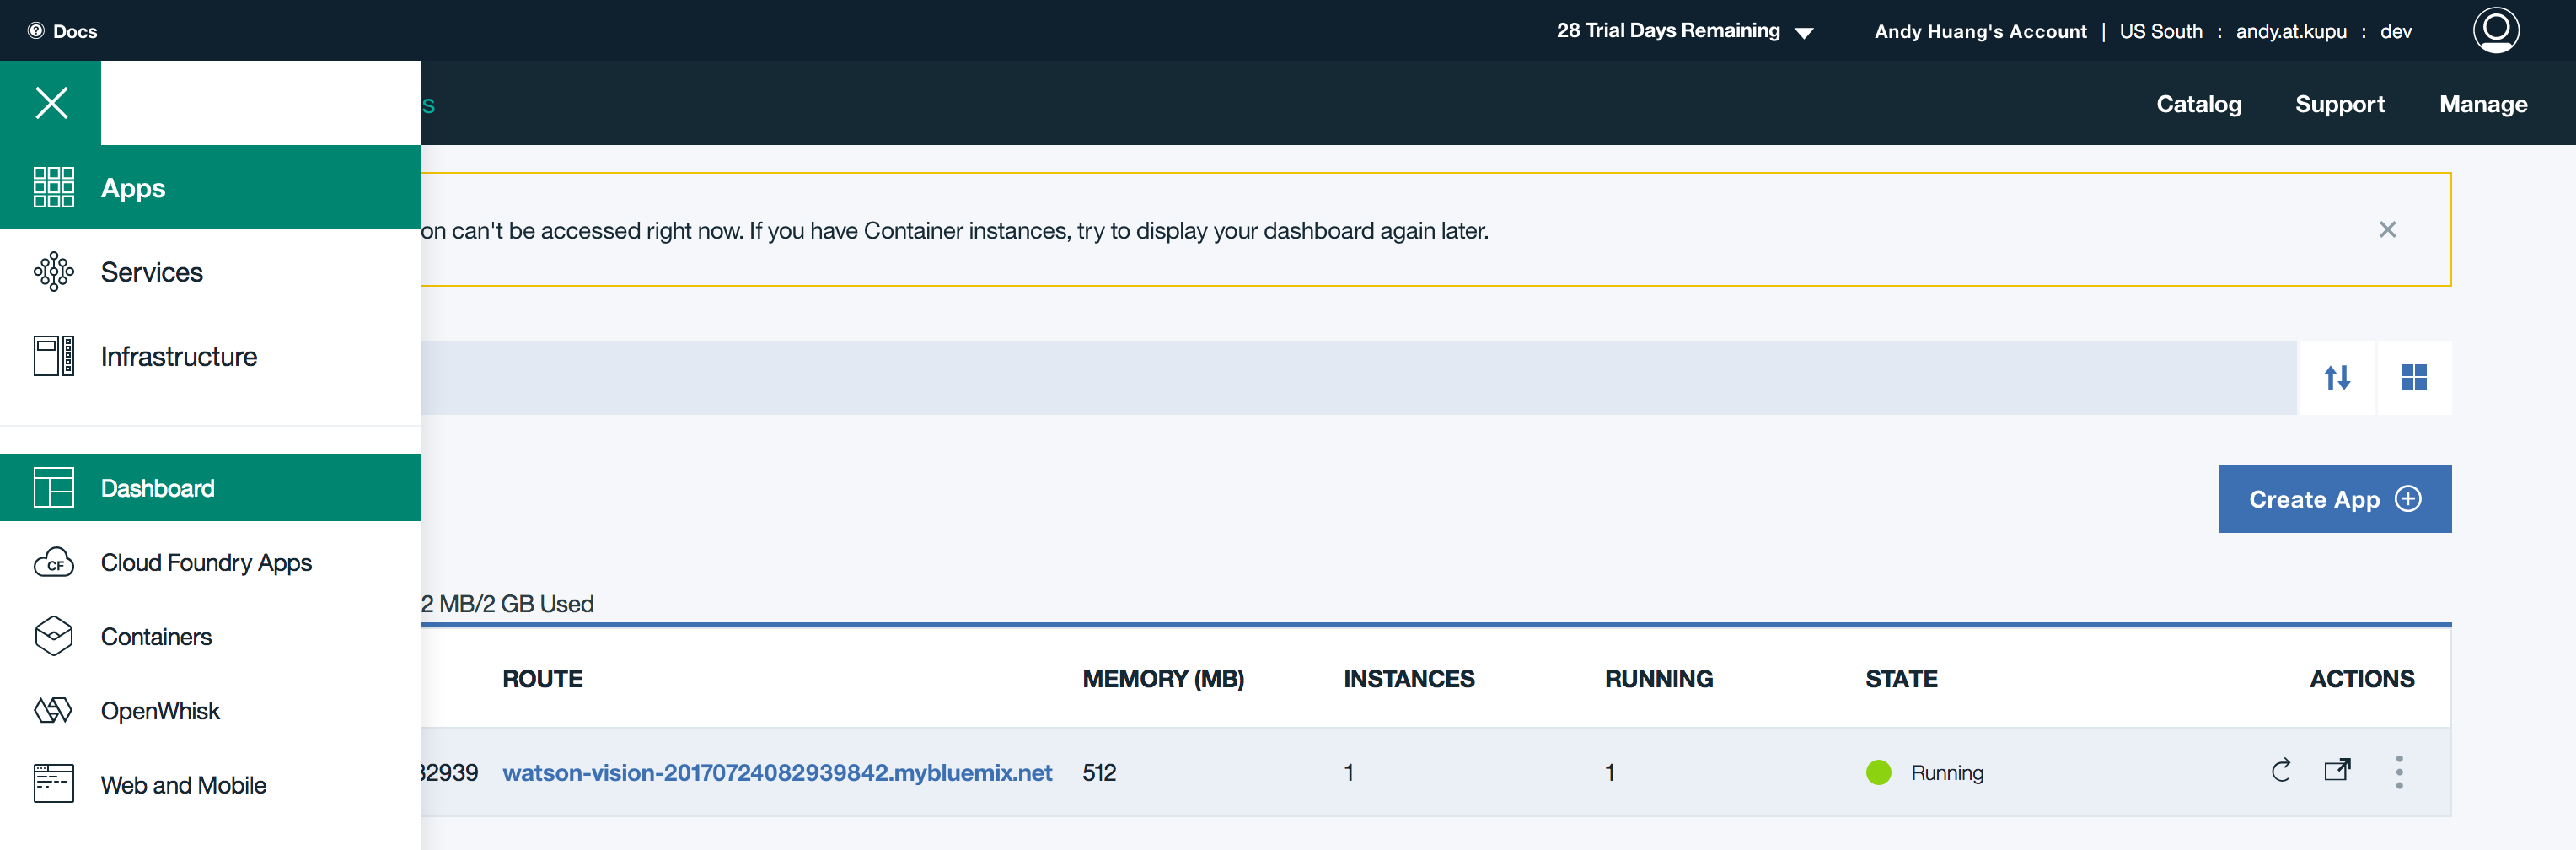 Docs
28 Trial Days Remaining
Andy Huang's Account | US South : andy.at.kupu : dev
s
Catalog
Support
Manage
Apps
on can't be accessed right now. If you have Container instances, try to display your dashboard again later.
Services
Infrastructure
Dashboard
Create App
Cloud Foundry Apps
CF
2 MB/2 GB Used
Containers
ROUTE
MEMORY (MB)
INSTANCES
RUNNING
STATE
ACTIONS
OpenWhisk
32939
watson-vision-20170724082939842.mybluemix.net
512
1
1
Running
Web and Mobile